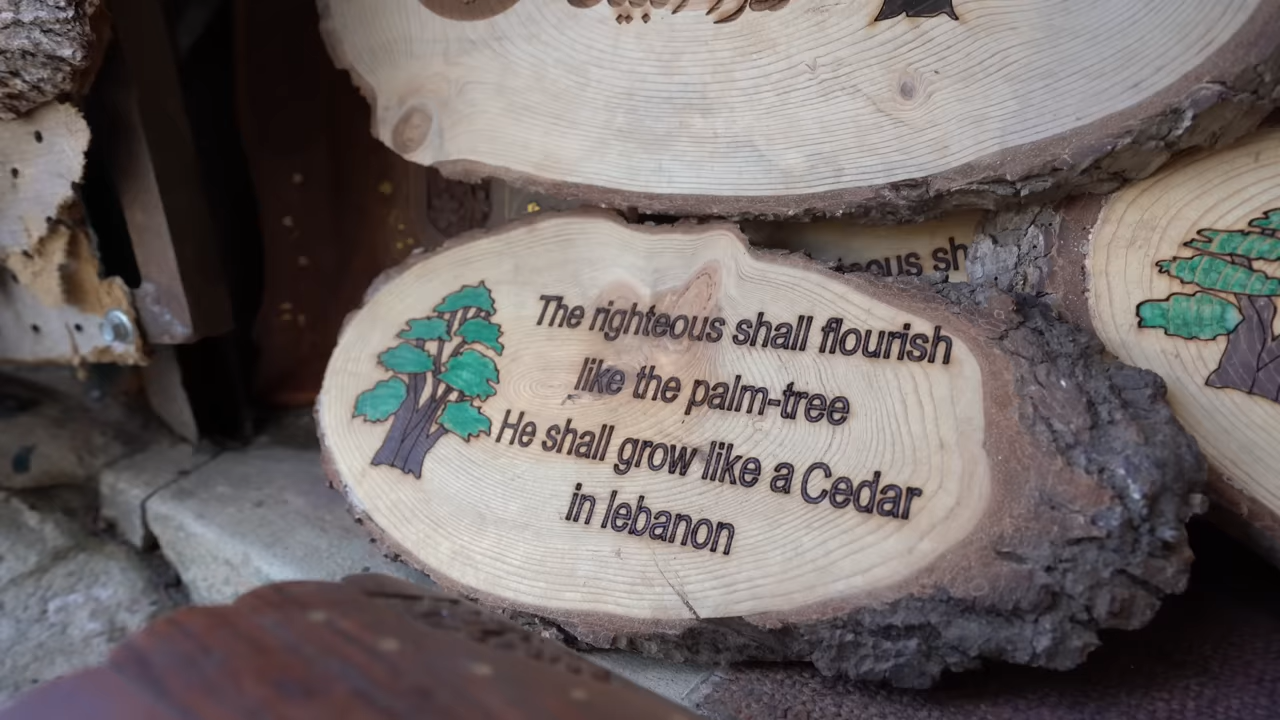 The righteous shall flourish
like the palm-tree
He shall grow like a Cedar
in lebanon